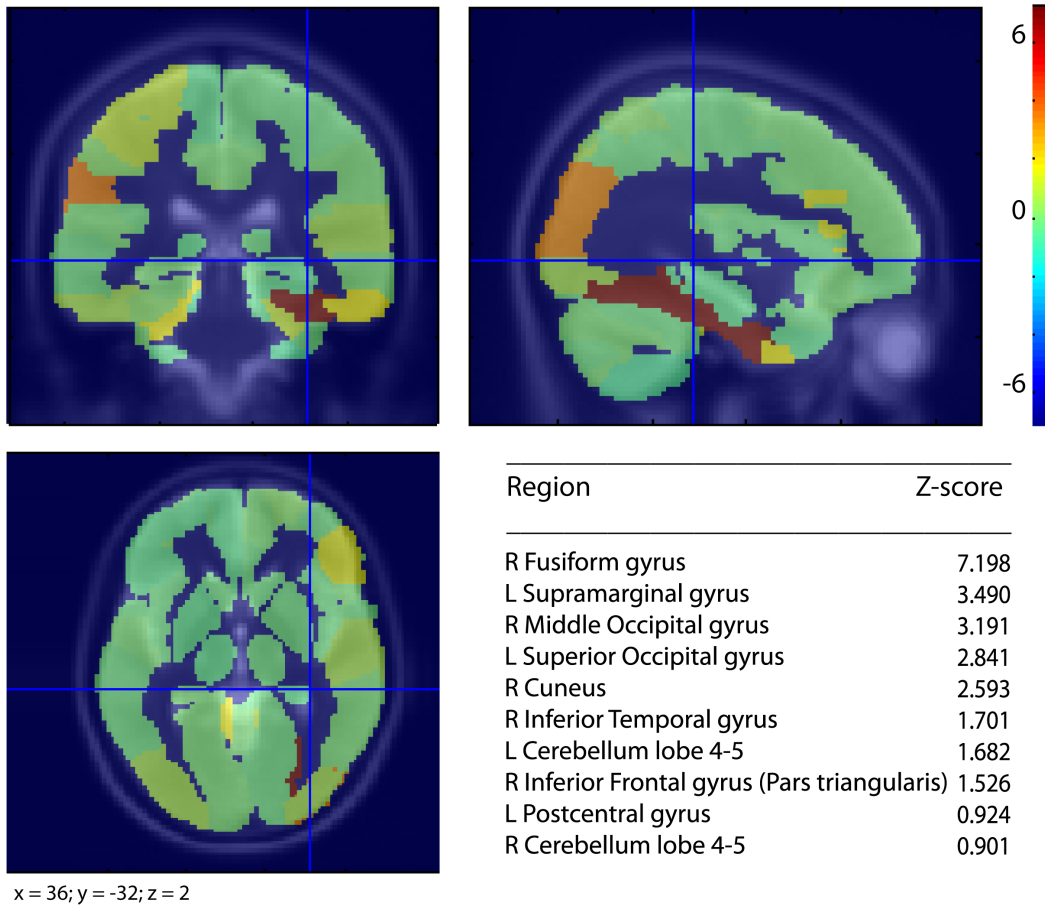 6
0
-6
Region Z-score
R Fusiform gyrus 7.198
L Supramarginal gyrus 3.490
R Middle Occipital gyrus 3.191
L Superior Occipital gyrus 2.841
R Cuneus 2.593
R Inferior Temporal gyrus 1.701
L Cerebellum lobe 4-5 1.682
R Inferior Frontal gyrus (Pars triangularis) 1.526
L Postcentral gyrus 0.924
R Cerebellum lobe 4-5 0.901
x = 36; y = -32; z = 2